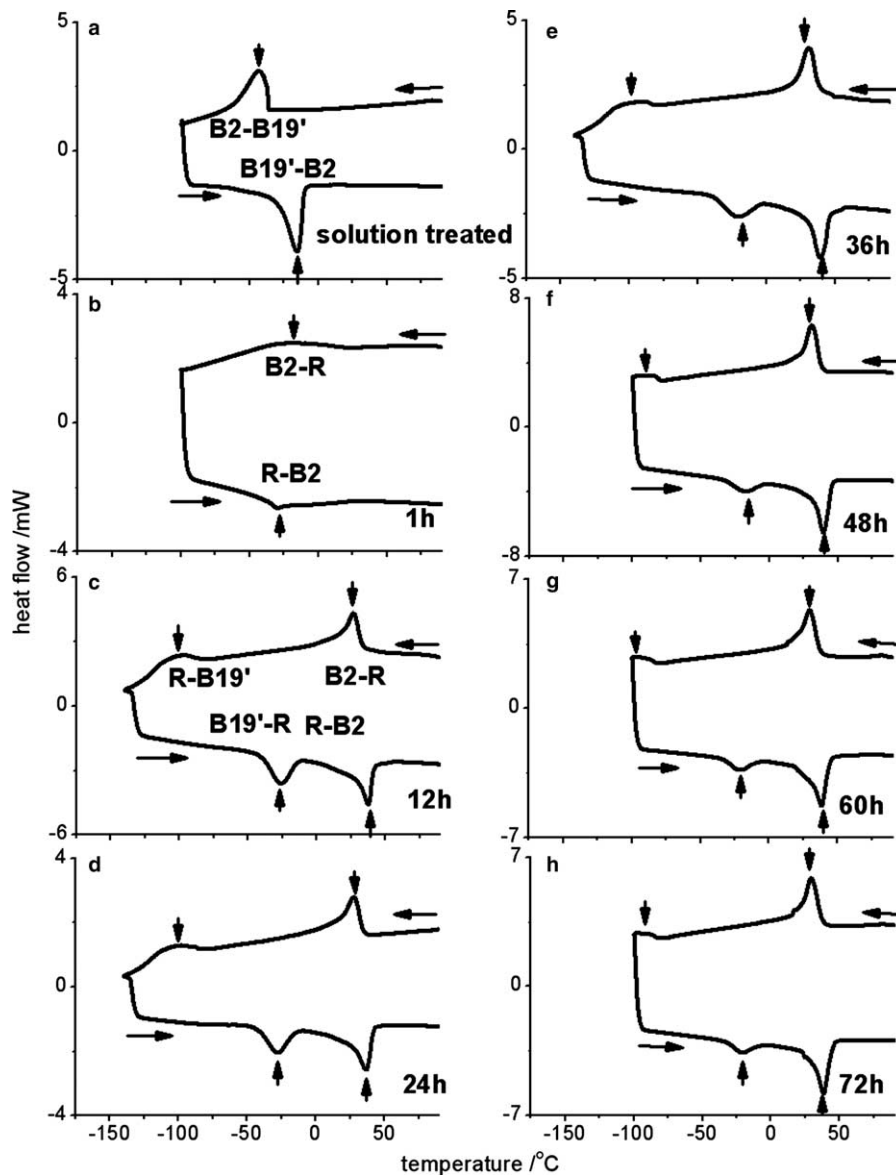 a
5
0
-5
B2-B19'
B19'-B2
solution treated
b
4
0
-4
B2-R
R-B2
1h
c
6
0
-6
R-B19'
B2-R
B19'-R
R-B2
12h
d
4
0
-4
24h
-150 -100 -50 0 50
e
5
0
-5
36h
f
8
0
-8
48h
g
7
0
-7
60h
h
7
0
-7
72h
-150 -100 -50 0 50
heat flow /mW
temperature /°C